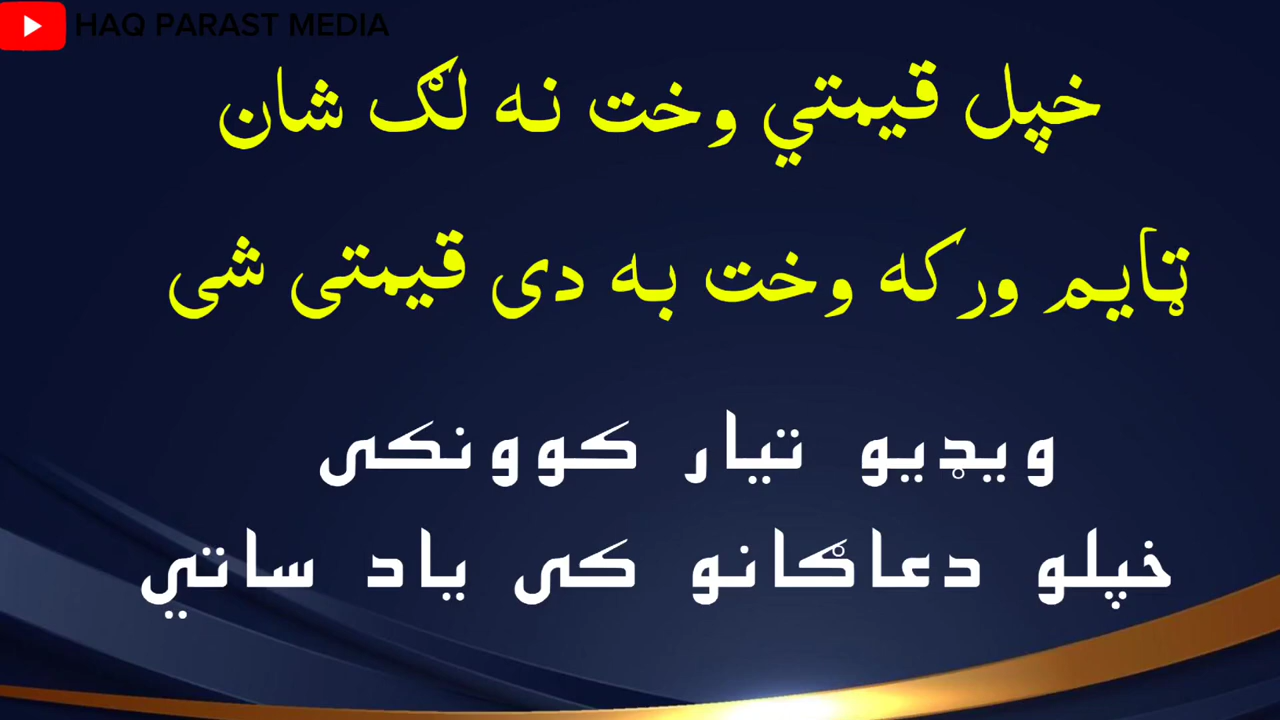 HAQ PARAST MEDIA
خپل قیمتي وخت نه لګ شان
ټایم ورکه وخت به دی قیمتی شی
ویډیو تیار کوونکی
خپلو دعاګانو کی یاد ساتي